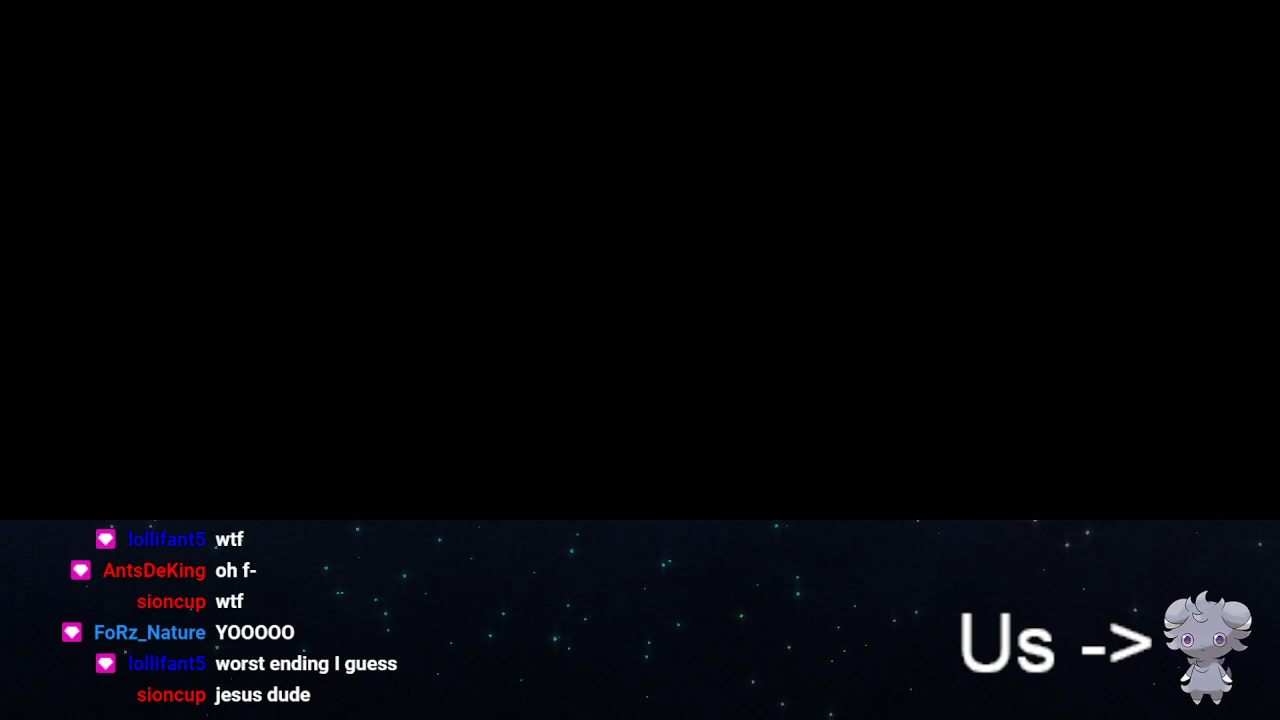 lollifant5 wtf
AntsDeKing oh f-
sioncup wtf
FoRz_Nature YOOOOO
lollifant5 worst ending I guess
sioncup jesus dude
Us ->